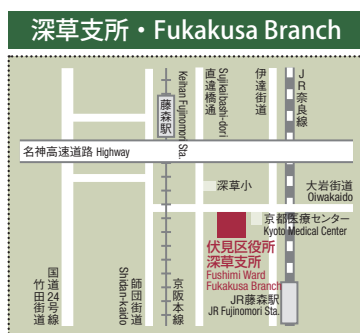 深草支所・Fukakusa Branch
藤森駅
Keihan Fujinomori Sta.
直違橋通
Sujikaibashi-dori
伊達街道
JR奈良線
名神高速道路 Highway
深草小
大岩街道
Oiwakaido
京都医療センター
Kyoto Medical Center
伏見区役所
深草支所
Fushimi Ward
Fukakusa Branch
国道24号線
竹田街道
師団街道
Shidan-kaido
京阪本線
JR藤森駅
JR Fujinomori Sta.